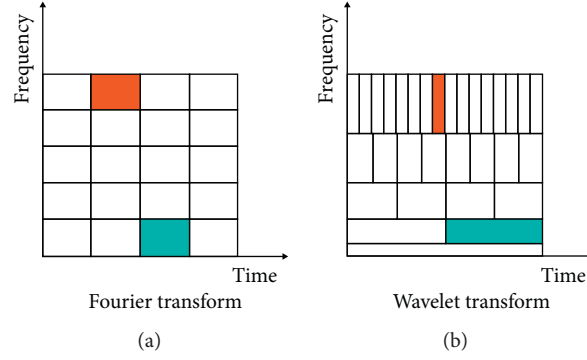 Frequency
Time
Fourier transform
(a)
Frequency
Time
Wavelet transform
(b)